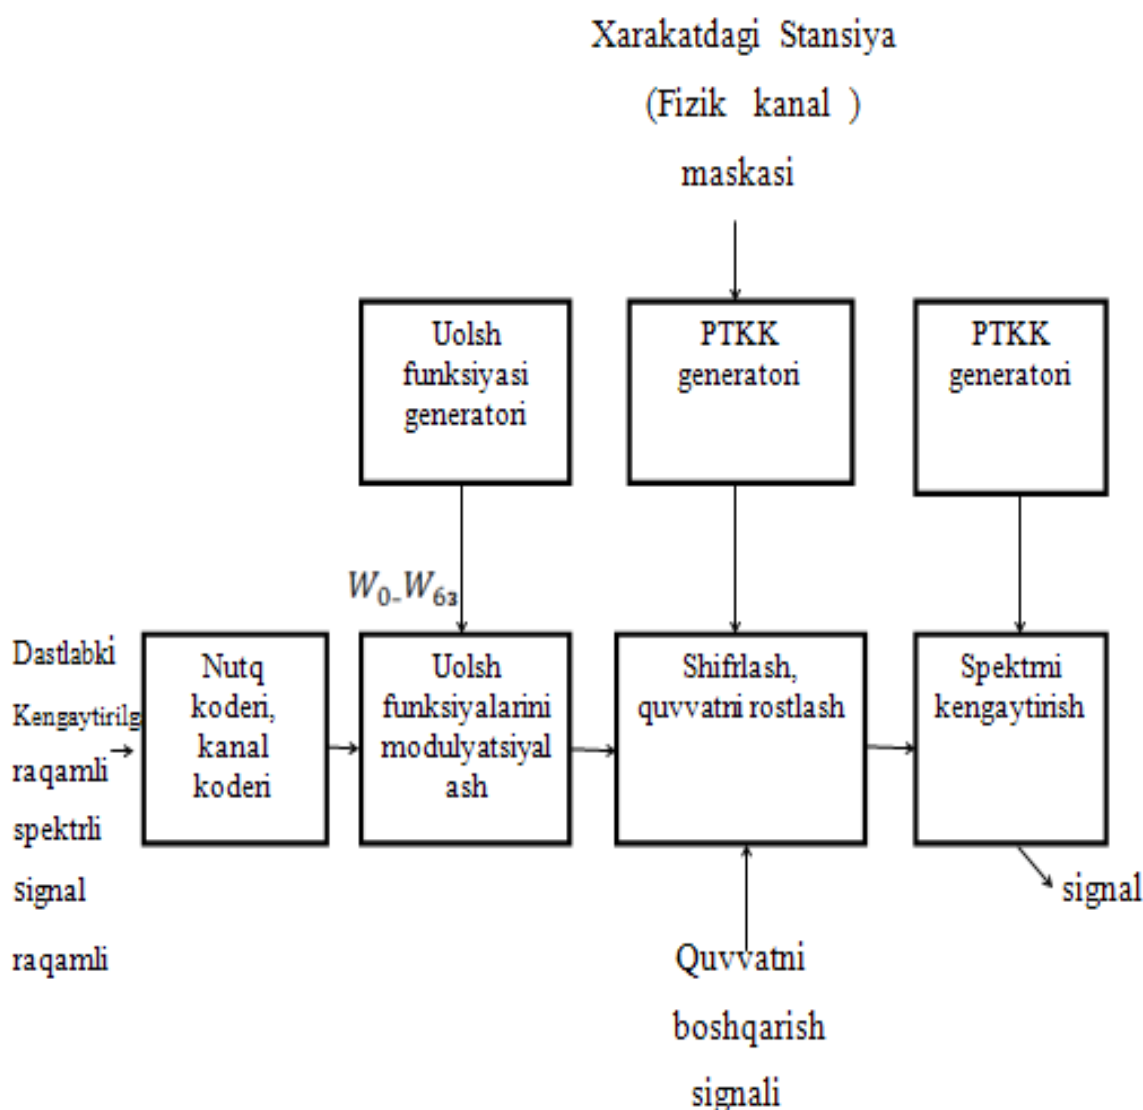 Xarakatdagi Stansiya
(Fizik kanal )
maskasi
Uolsh
funksiyasi
generatori
PTKK
generatori
PTKK
generatori
W₀₋W₆₃
Dastlabki
Kengaytirilg
raqamli
spektrli
signal
raqamli
Nutq
koderi,
kanal
koderi
Uolsh
funksiyalarini
modulyatsiyal
ash
Shifrlash,
quvvatni rostlash
Spektrni
kengaytirish
signal
Quvvatni
boshqarish
signali